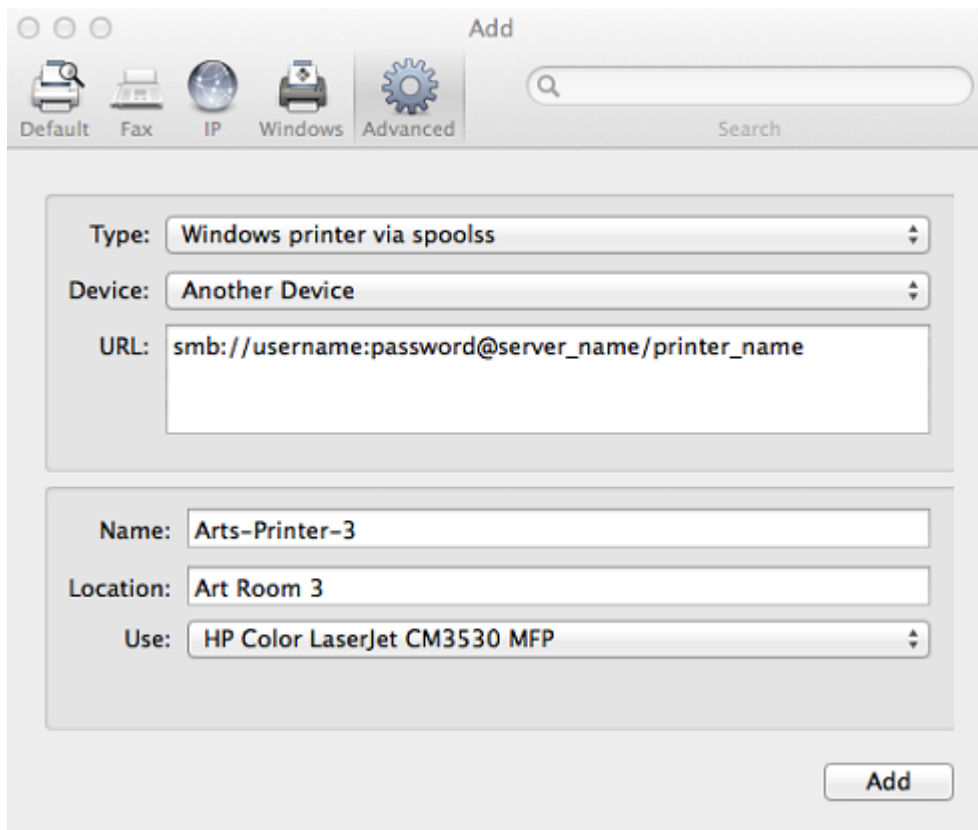 Add
Default Fax IP Windows Advanced Search
Type: Windows printer via spoolss
Device: Another Device
URL: smb://username:password@server_name/printer_name
Name: Arts-Printer-3
Location: Art Room 3
Use: HP Color LaserJet CM3530 MFP
Add